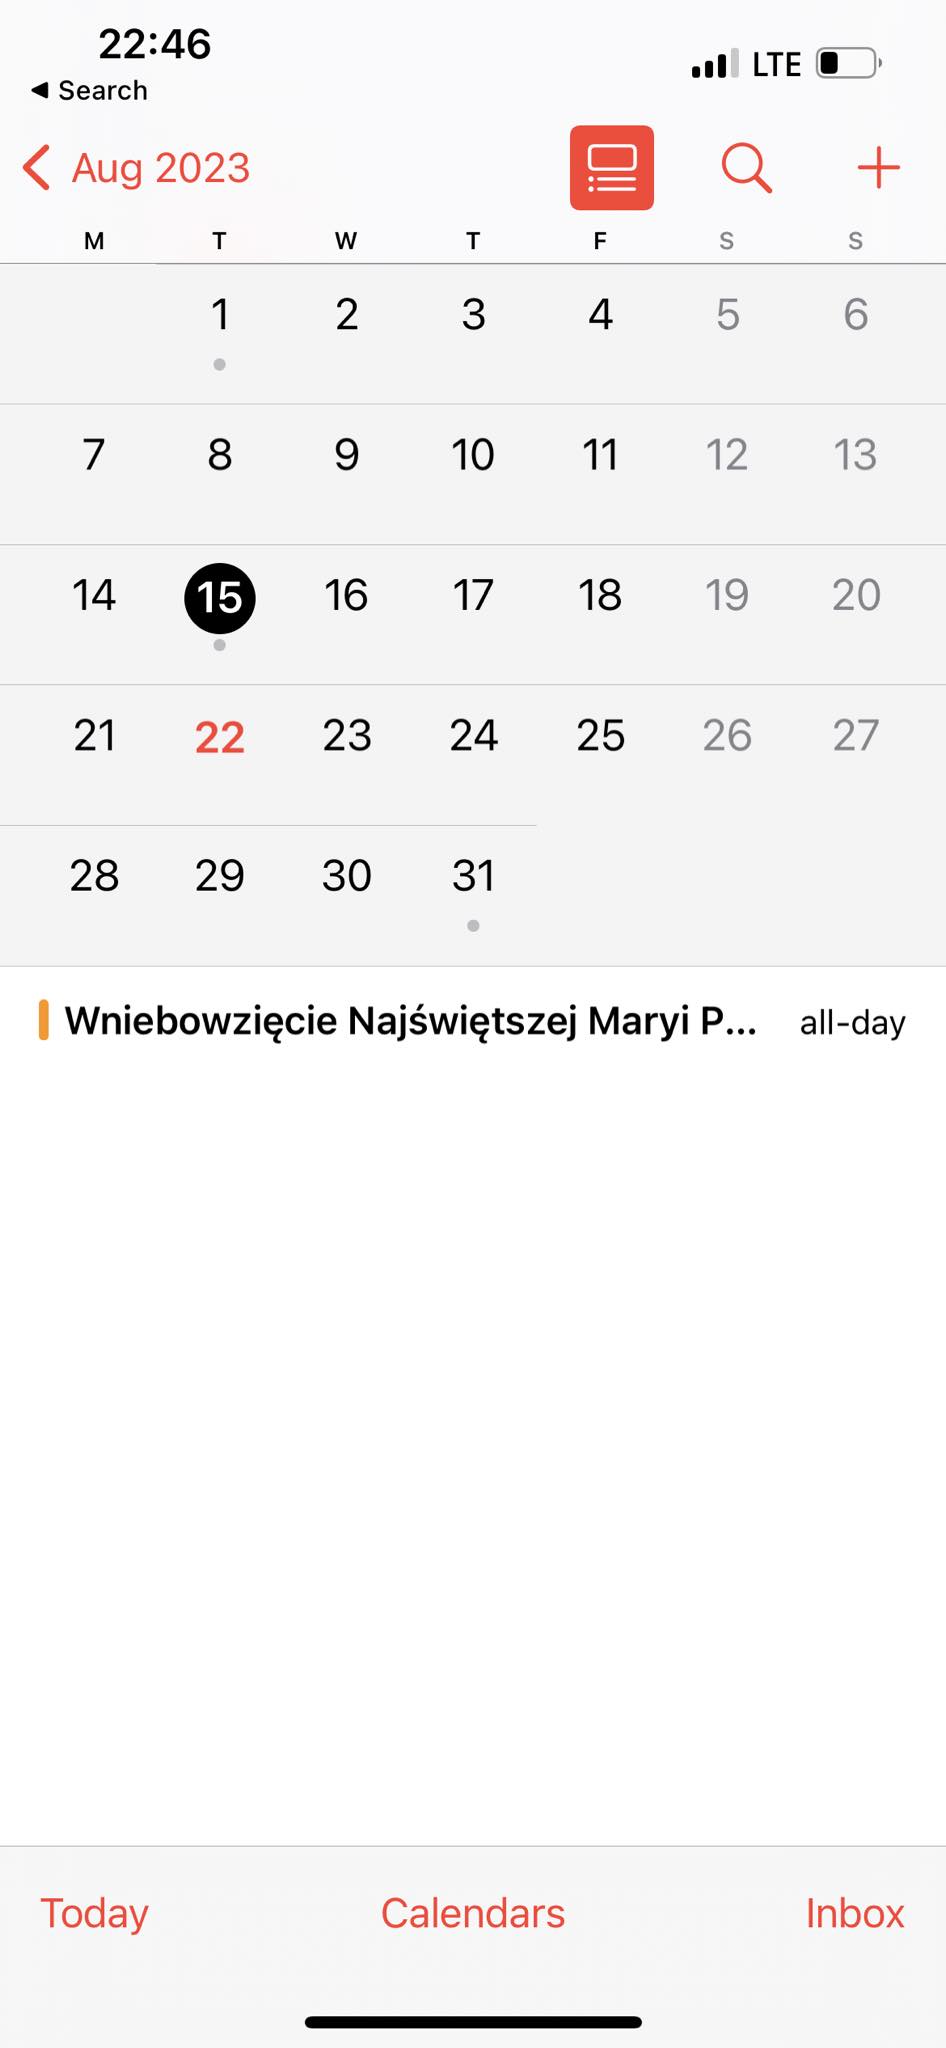 22:46
LTE
◀ Search
Aug 2023
M T W T F S S
1 2 3 4 5 6
7 8 9 10 11 12 13
14 15 16 17 18 19 20
21 22 23 24 25 26 27
28 29 30 31
Wniebowzięcie Najświętszej Maryi P... all-day
Today Calendars Inbox